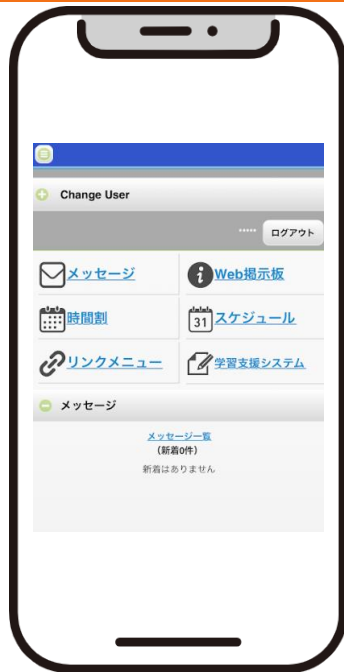 Change User
ログアウト
メッセージ
Web掲示板
時間割
31
スケジュール
リンクメニュー
学習支援システム
メッセージ
メッセージ一覧
(新着0件)
新着はありません